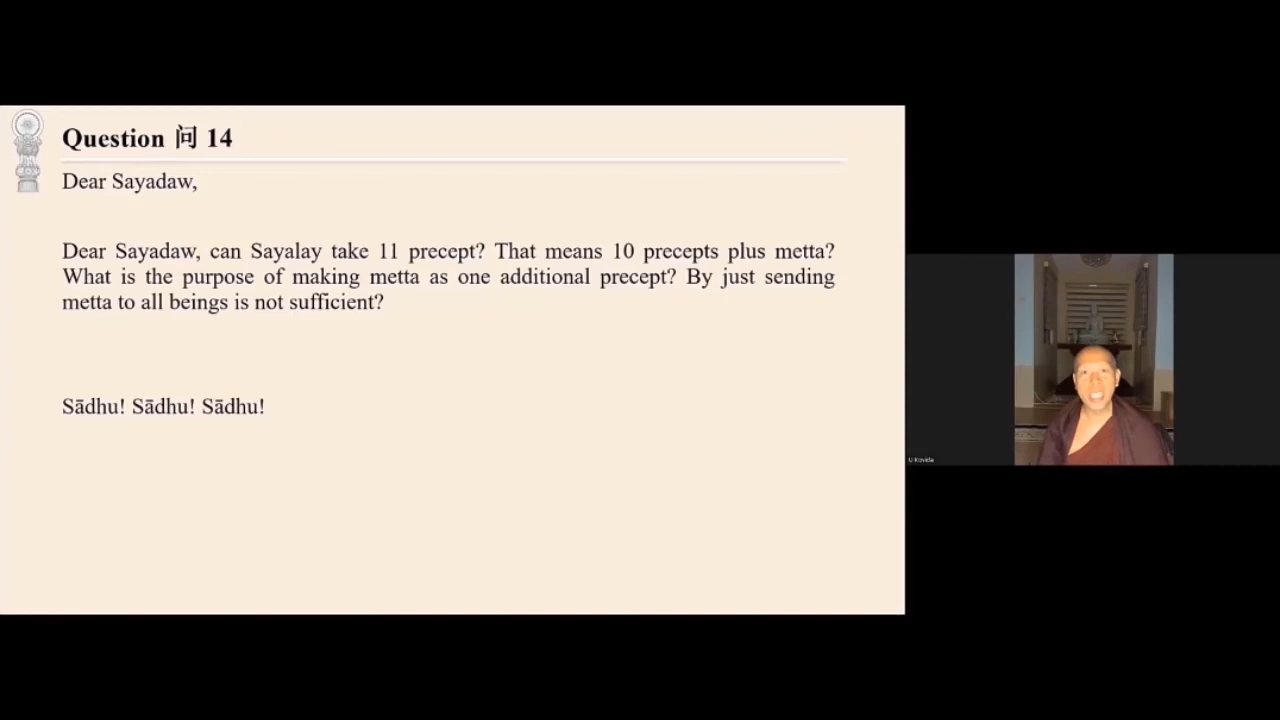 Question 问 14
Dear Sayadaw,
Dear Sayadaw, can Sayalay take 11 precept? That means 10 precepts plus metta?
What is the purpose of making metta as one additional precept? By just sending
metta to all beings is not sufficient?
Sādhu! Sādhu! Sādhu!
U Kovida